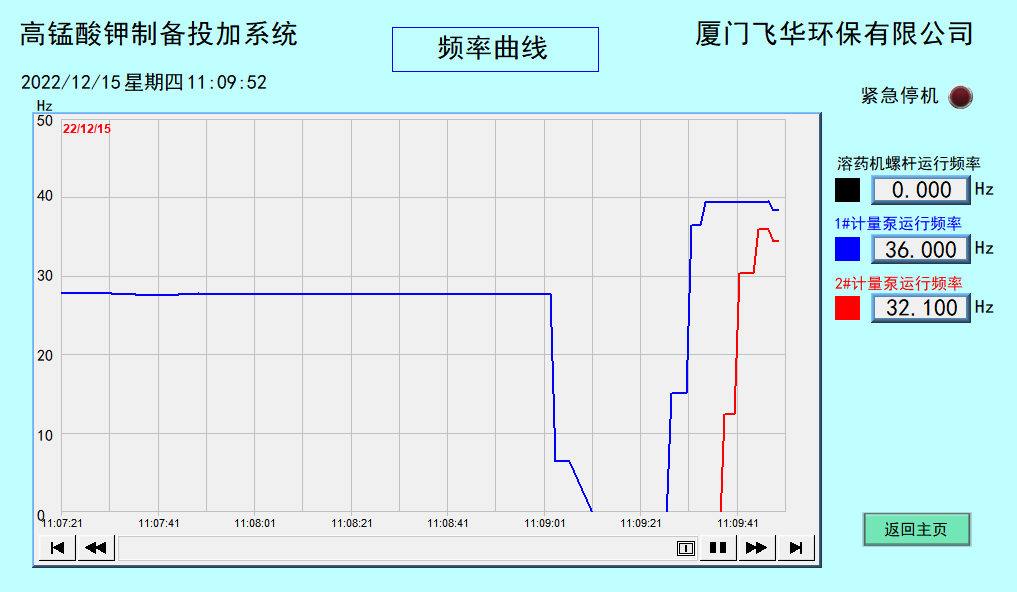 高锰酸钾制备投加系统
频率曲线
厦门飞华环保有限公司
2022/12/15 星期四 11:09:52
紧急停机
Hz
50
22/12/15
40
30
20
10
0
11:07:21 11:07:41 11:08:01 11:08:21 11:08:41 11:09:01 11:09:21 11:09:41
溶药机螺杆运行频率
0.000 Hz
1#计量泵运行频率
36.000 Hz
2#计量泵运行频率
32.100 Hz
返回主页